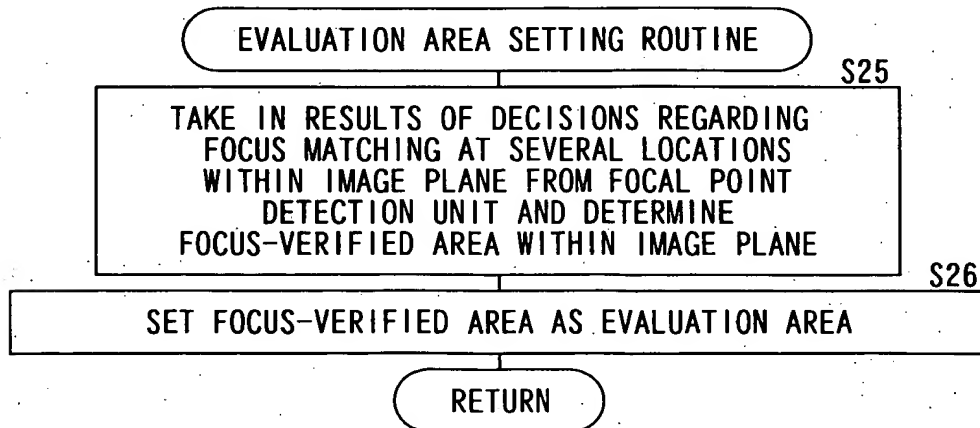 EVALUATION AREA SETTING ROUTINE
S25
TAKE IN RESULTS OF DECISIONS REGARDING
FOCUS MATCHING AT SEVERAL LOCATIONS
WITHIN IMAGE PLANE FROM FOCAL POINT
DETECTION UNIT AND DETERMINE
FOCUS-VERIFIED AREA WITHIN IMAGE PLANE
S26
SET FOCUS-VERIFIED AREA AS EVALUATION AREA
RETURN